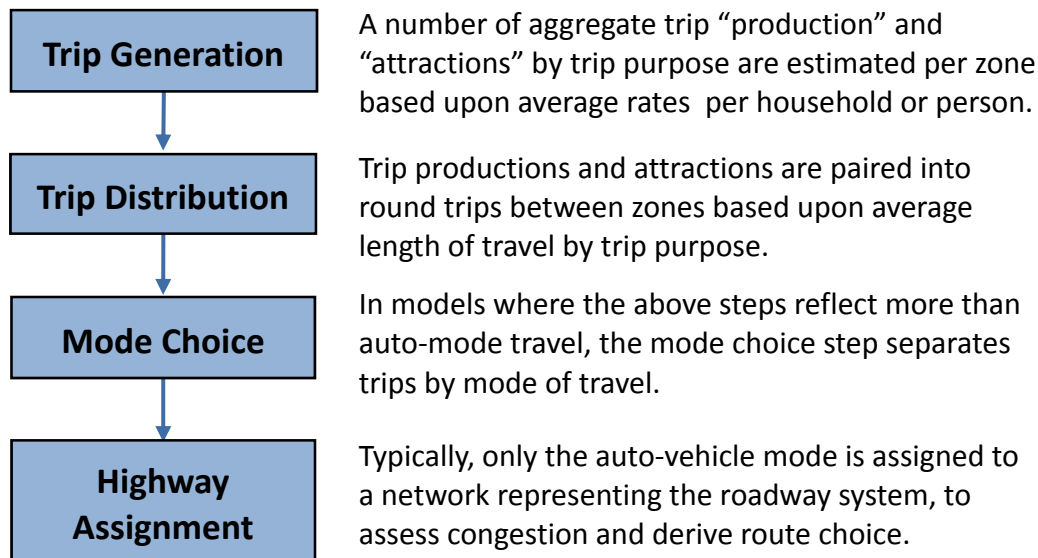 Trip Generation
A number of aggregate trip “production” and
“attractions” by trip purpose are estimated per zone
based upon average rates  per household or person.
Trip Distribution
Trip productions and attractions are paired into
round trips between zones based upon average
length of travel by trip purpose.
Mode Choice
In models where the above steps reflect more than
auto-mode travel, the mode choice step separates
trips by mode of travel.
Highway
Assignment
Typically, only the auto-vehicle mode is assigned to
a network representing the roadway system, to
assess congestion and derive route choice.